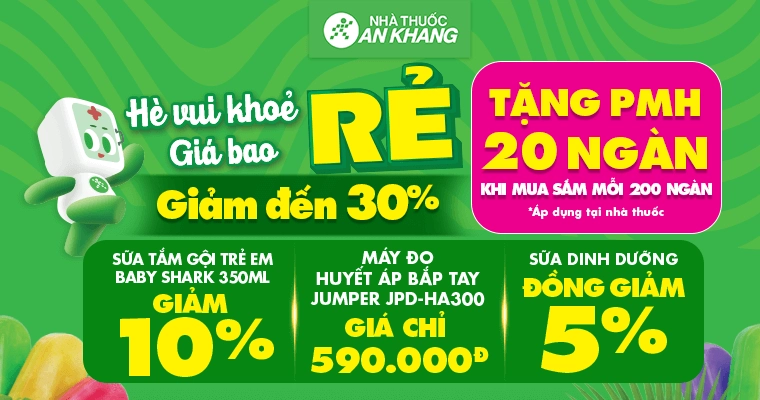 NHÀ THUỐC
AN KHANG
Hè vui khoẻ
Giá bao
RẺ
Giảm đến 30%
TẶNG PMH
20 NGÀN
KHI MUA SẮM MỖI 200 NGÀN
*Áp dụng tại nhà thuốc
SỮA TẮM GỘI TRẺ EM
BABY SHARK 350ML
GIẢM
10%
MÁY ĐO
HUYẾT ÁP BẮP TAY
JUMPER JPD-HA300
GIÁ CHỈ
590.000Đ
SỮA DINH DƯỠNG
ĐỒNG GIẢM
5%